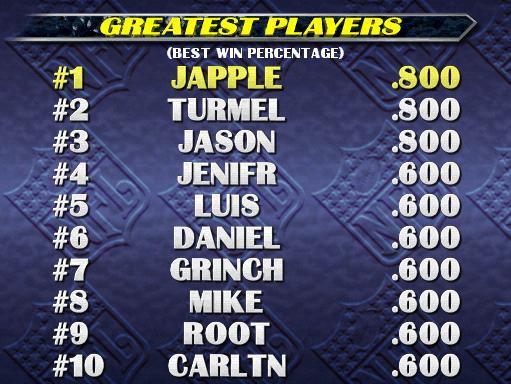 GREATEST PLAYERS
(BEST WIN PERCENTAGE)
#1 JAPPLE .800
#2 TURMEL .800
#3 JASON .800
#4 JENIFR .600
#5 LUIS .600
#6 DANIEL .600
#7 GRINCH .600
#8 MIKE .600
#9 ROOT .600
#10 CARLTN .600